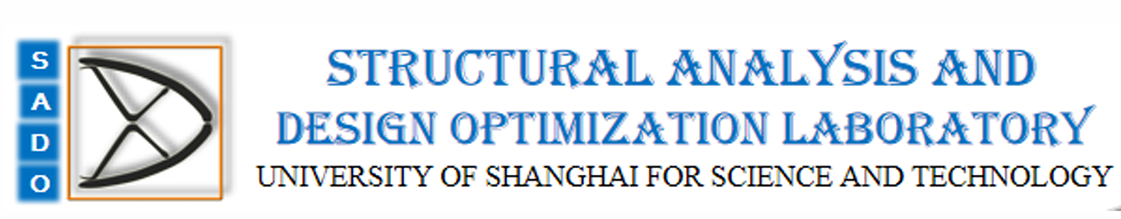 S
A
D
O
STRUCTURAL ANALYSIS AND
DESIGN OPTIMIZATION LABORATORY
UNIVERSITY OF SHANGHAI FOR SCIENCE AND TECHNOLOGY